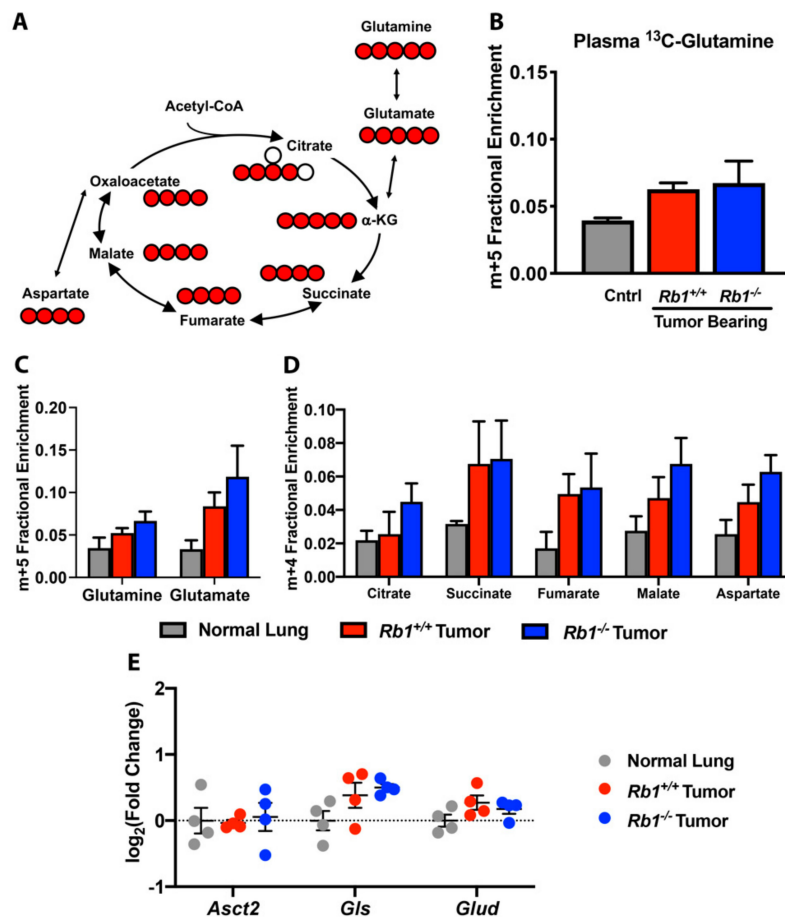 A
Glutamine
Glutamate
Acetyl-CoA
Citrate
Oxaloacetate
α-KG
Malate
Aspartate
Succinate
Fumarate
B
Plasma ¹³C-Glutamine
m+5 Fractional Enrichment
0.15
0.10
0.05
0.00
Cntrl Rb1+/+ Rb1-/-
Tumor Bearing
C
m+5 Fractional Enrichment
0.20
0.15
0.10
0.05
0.00
Glutamine Glutamate
D
m+4 Fractional Enrichment
0.10
0.08
0.06
0.04
0.02
0.00
Citrate Succinate Fumarate Malate Aspartate
Normal Lung Rb1+/+ Tumor Rb1-/- Tumor
E
log₂(Fold Change)
2
1
0
-1
Asct2 Gls Glud
Normal Lung
Rb1+/+ Tumor
Rb1-/- Tumor